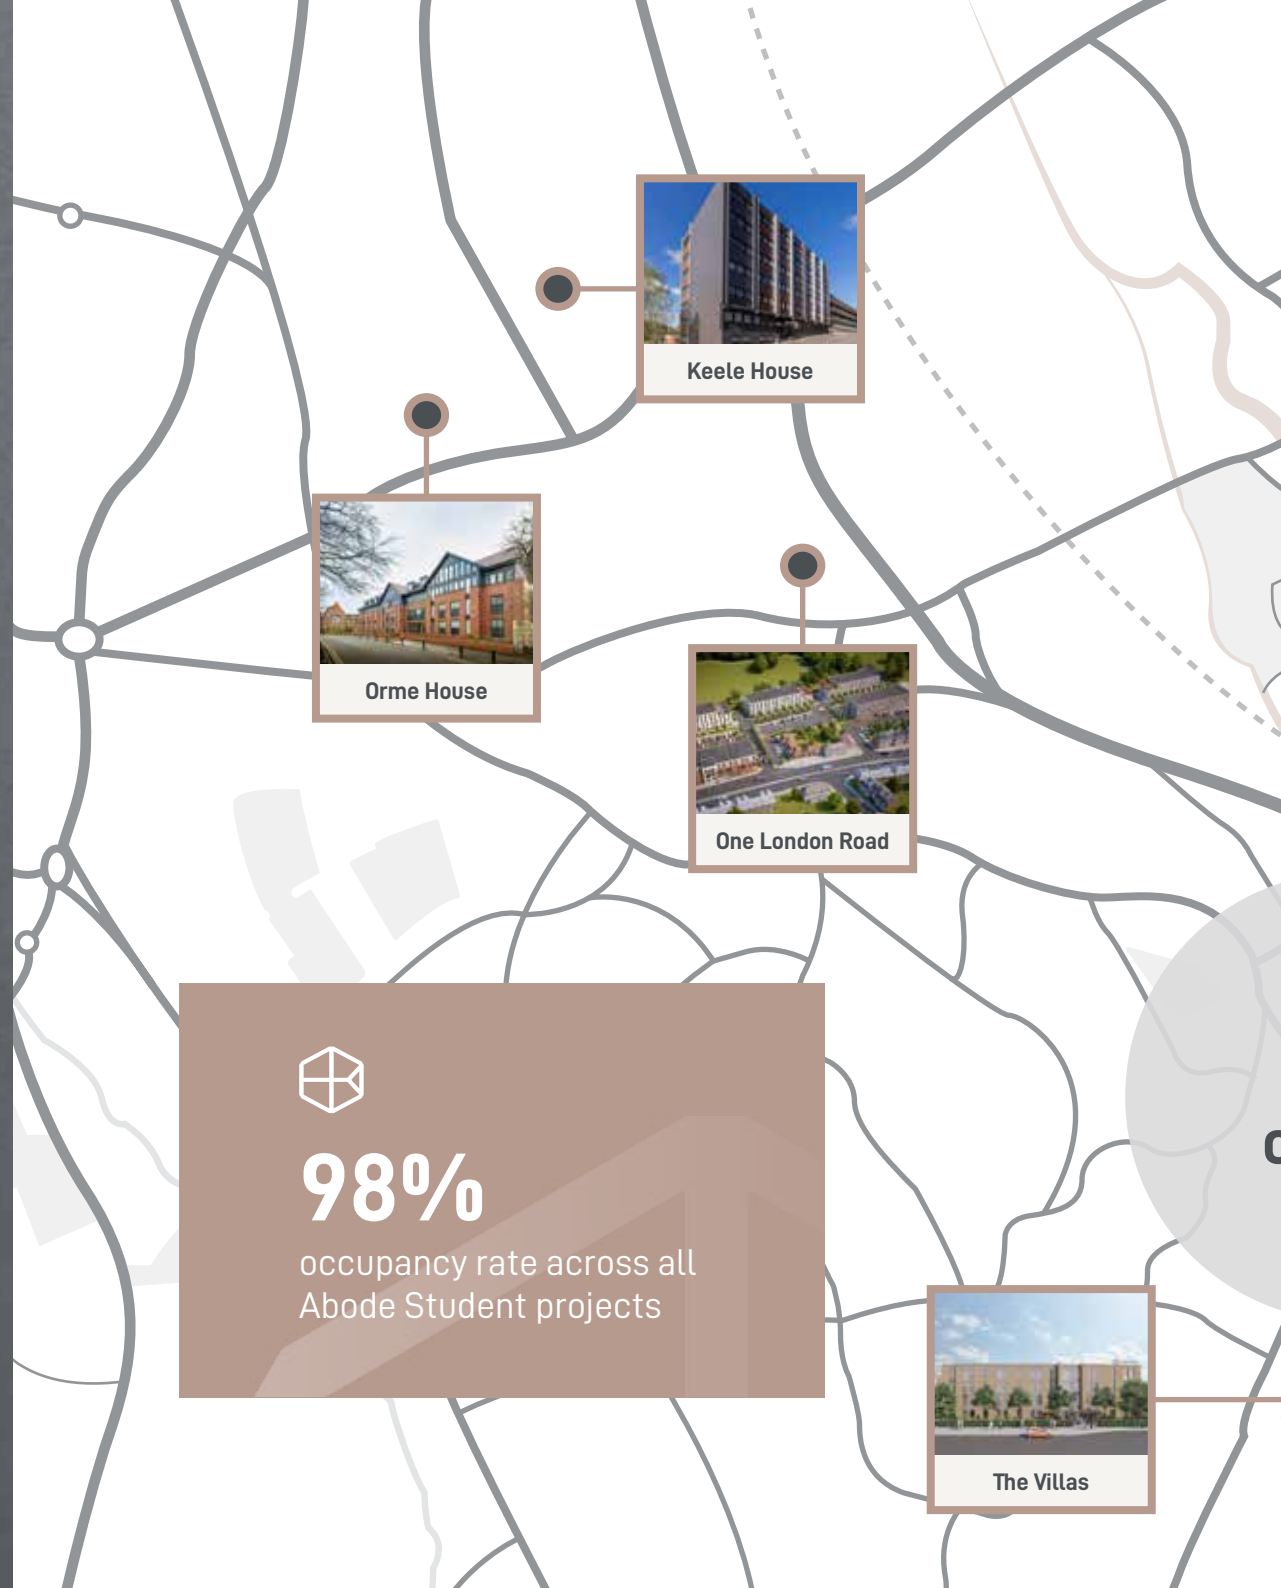 Keele House
Orme House
One London Road
98%
occupancy rate across all
Abode Student projects
The Villas